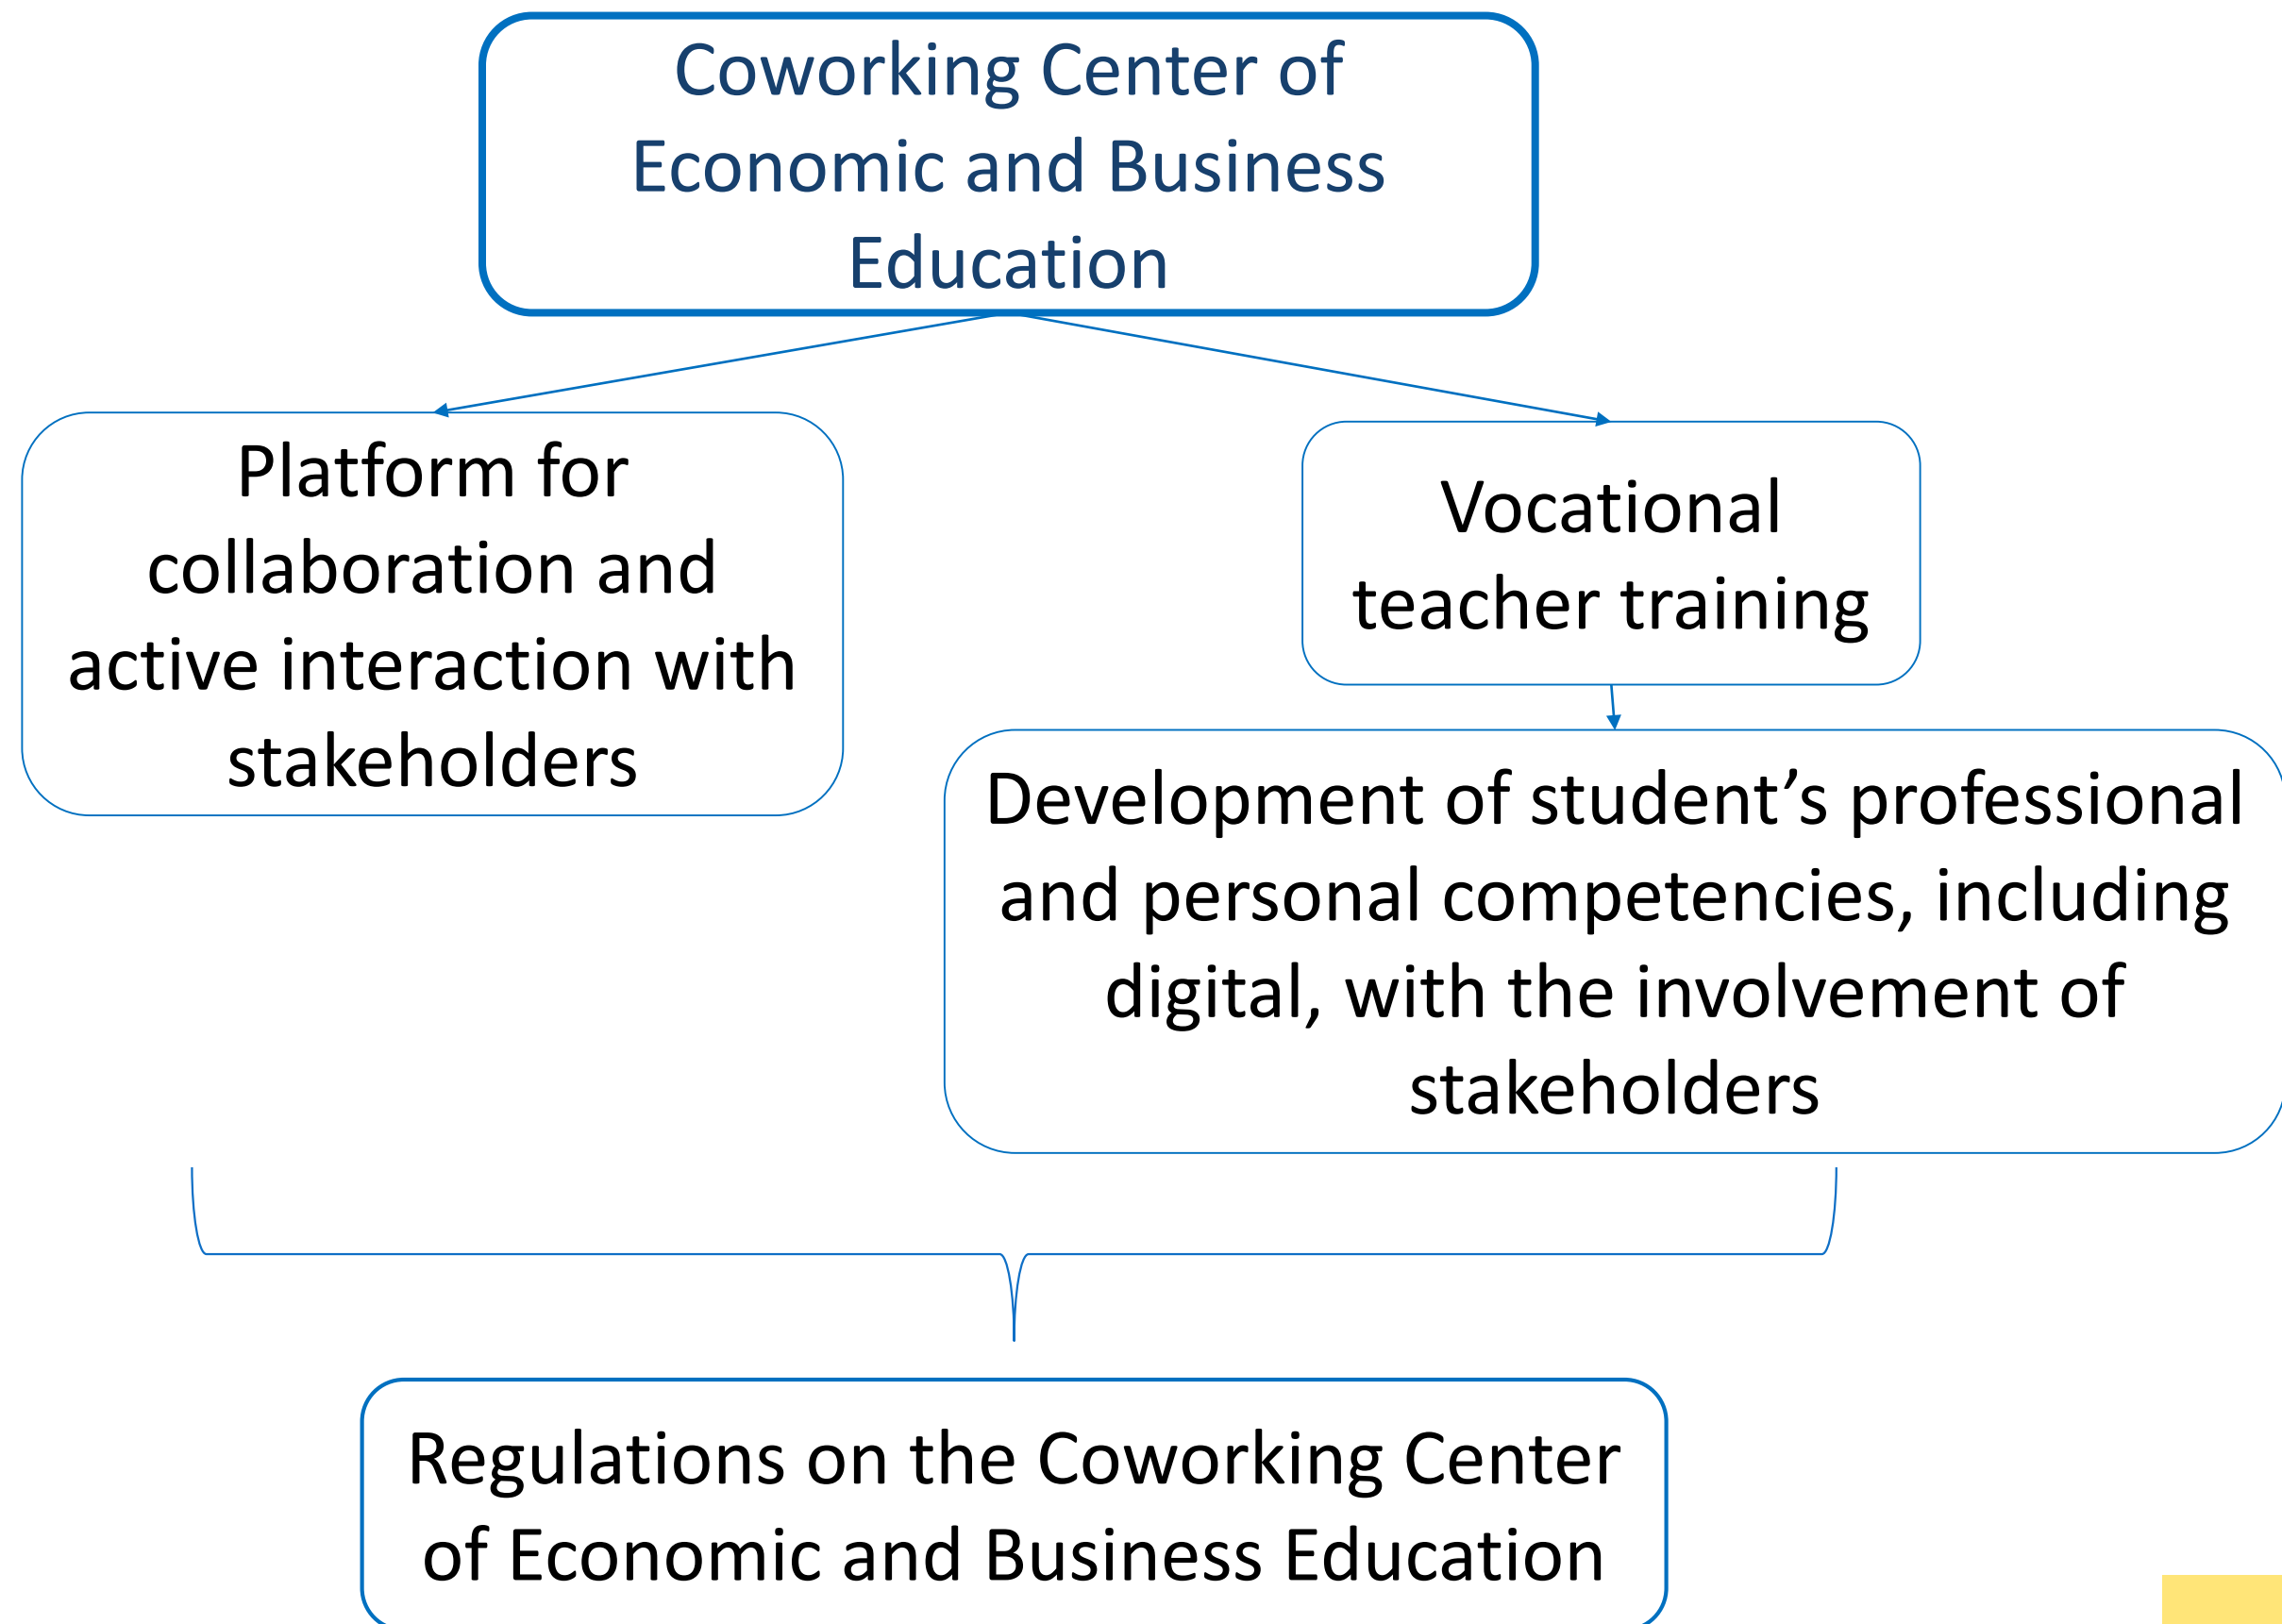 Coworking Center of
Economic and Business
Education
Platform for
collaboration and
active interaction with
stakeholders
Vocational
teacher training
Development of student’s professional
and personal competencies, including
digital, with the involvement of
stakeholders
Regulations on the Coworking Center
of Economic and Business Education